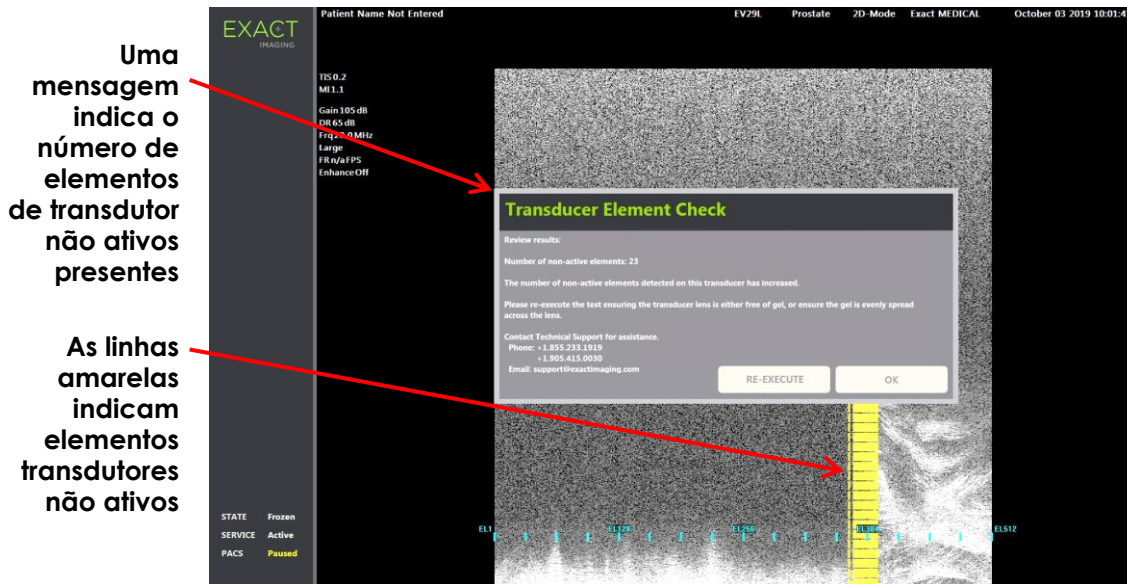 Uma
mensagem
indica o
número de
elementos
de transdutor
não ativos
presentes
As linhas
amarelas
indicam
elementos
transdutores
não ativos
EXACT
IMAGING
Patient Name Not Entered
EV29L Prostate 2D-Mode Exact MEDICAL October 03 2019 10:01:4
TIS 0.2
MI 1.1
Gain 105 dB
DR 65 dB
Frq MHz
Large
FR n/a FPS
Enhance Off
Transducer Element Check
Review results:
Number of non-active elements: 23
The number of non-active elements detected on this transducer has increased.
Please re-execute the test ensuring the transducer lens is either free of gel, or ensure the gel is evenly spread
across the lens.
Contact Technical Support for assistance.
Phone: +1.855.233.1919
+1.905.415.0030
Email: support@exactimaging.com
RE-EXECUTE OK
EL1 EL128 EL256 EL384 EL512
STATE Frozen
SERVICE Active
PACS Paused